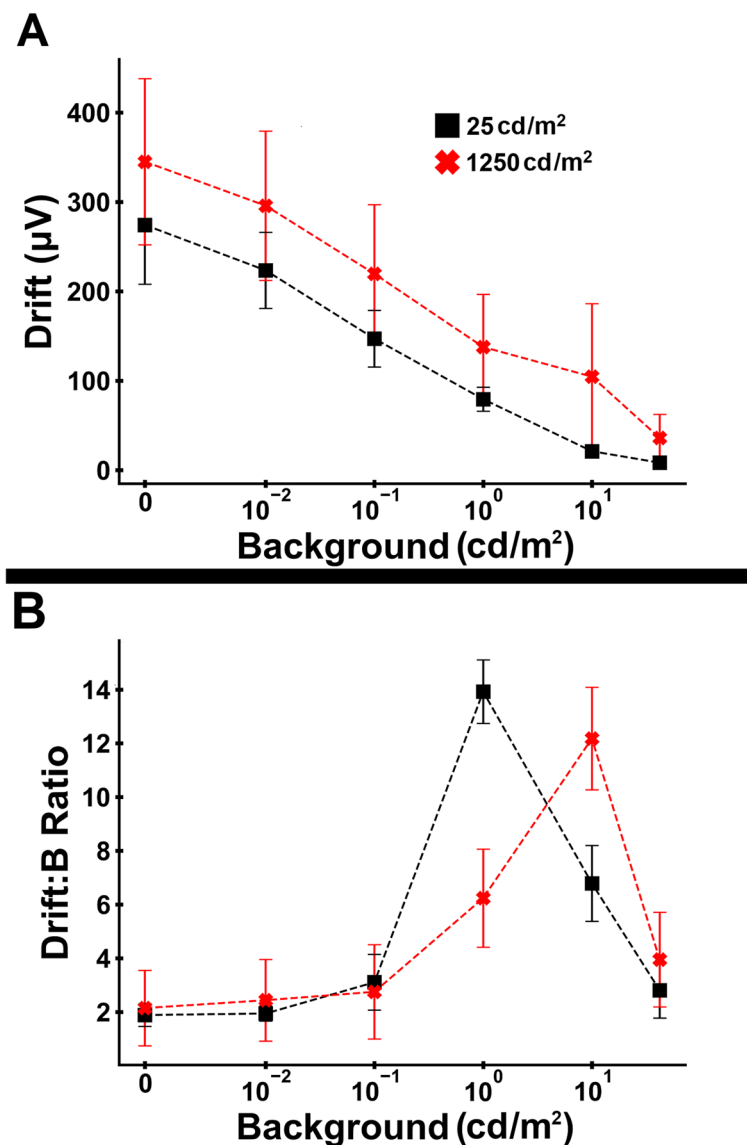 A
400
300
200
100
0
Drift (µV)
25 cd/m²
1250 cd/m²
0 10⁻² 10⁻¹ 10⁰ 10¹
Background (cd/m²)
B
14
12
10
8
6
4
2
Drift:B Ratio
0 10⁻² 10⁻¹ 10⁰ 10¹
Background (cd/m²)